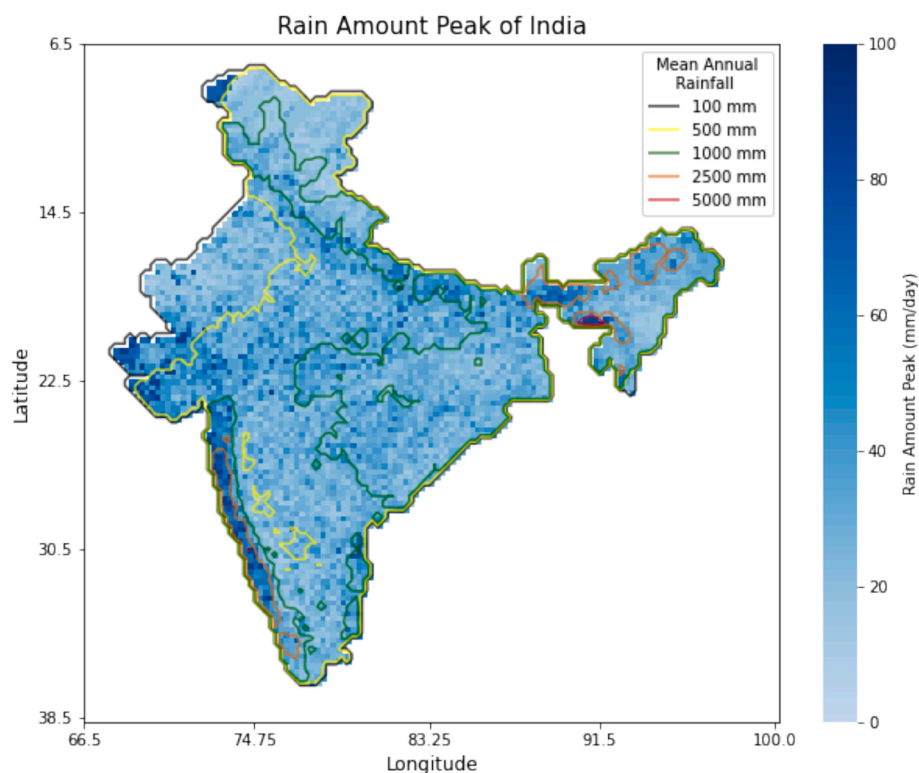 Rain Amount Peak of India
6.5
14.5
22.5
30.5
38.5
Latitude
66.5
74.75
83.25
91.5
100.0
Longitude
Mean Annual
Rainfall
100 mm
500 mm
1000 mm
2500 mm
5000 mm
100
80
60
40
20
0
Rain Amount Peak (mm/day)